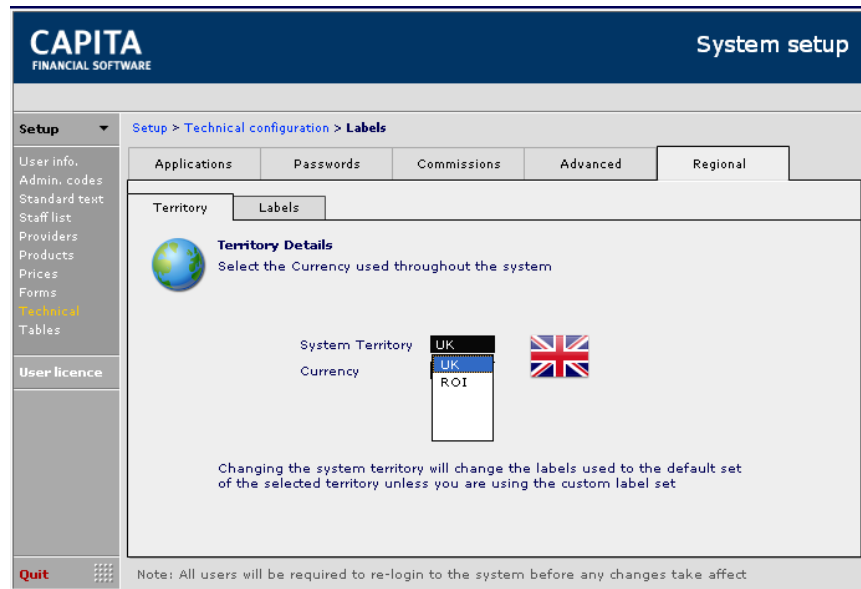 CAPITA
FINANCIAL SOFTWARE
System setup
Setup
Setup > Technical configuration > Labels
User info.
Admin. codes
Standard text
Staff list
Providers
Products
Prices
Forms
Technical
Tables
User licence
Quit
Applications
Passwords
Commissions
Advanced
Regional
Territory
Labels
Territory Details
Select the Currency used throughout the system
System Territory
UK
Currency
UK
ROI
Changing the system territory will change the labels used to the default set
of the selected territory unless you are using the custom label set
Note: All users will be required to re-login to the system before any changes take affect